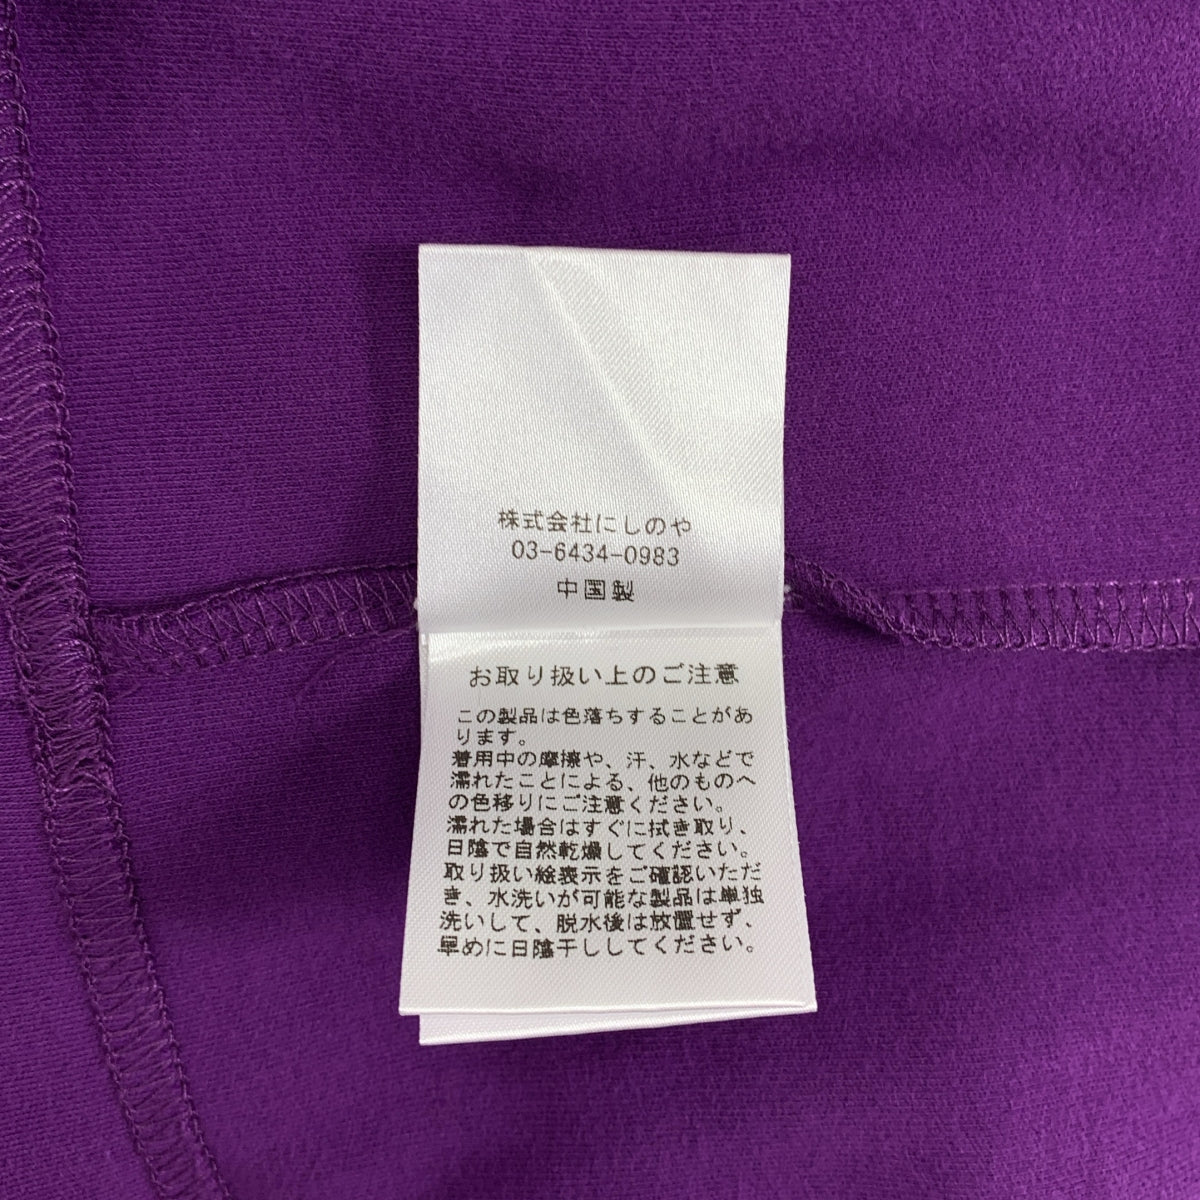 株式会社にしのや
03-6434-0983
中国製
お取り扱い上のご注意
この製品は色落ちすることがあ
ります。
着用中の摩擦や、汗、水などで
濡れたことによる、他のものへ
の色移りにご注意ください。
濡れた場合はすぐに拭き取り、
日陰で自然乾燥してください。
取り扱い絵表示をご確認いただ
き、水洗いが可能な製品は単独
洗いして、脱水後は放置せず、
早めに日陰干ししてください。